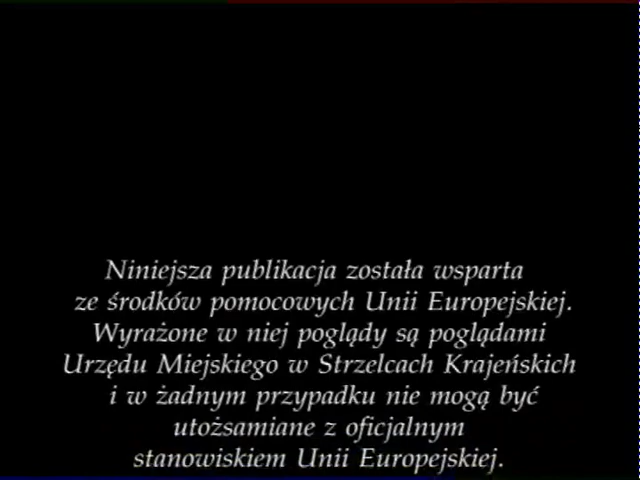 Niniejsza publikacja została wsparta
ze środków pomocowych Unii Europejskiej.
Wyrażone w niej poglądy są poglądami
Urzędu Miejskiego w Strzelcach Krajeńskich
i w żadnym przypadku nie mogą być
utożsamiane z oficjalnym
stanowiskiem Unii Europejskiej.